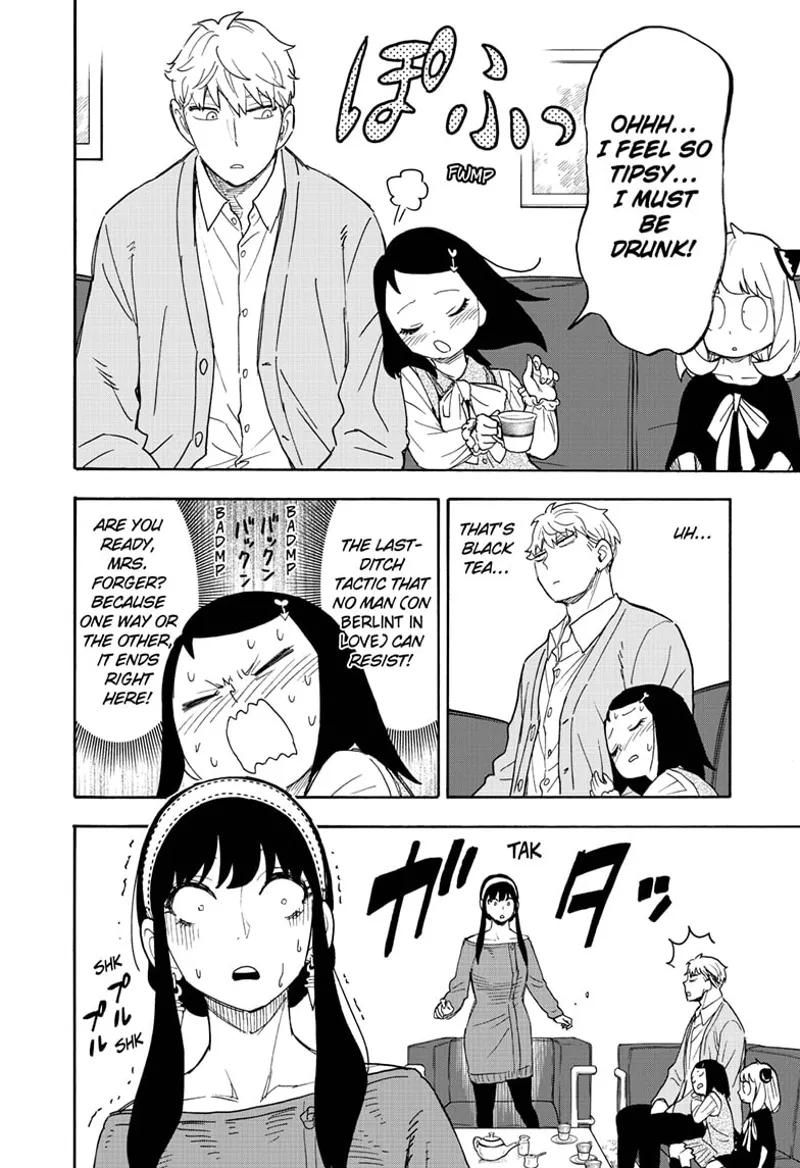 OHHH...
I FEEL SO
TIPSY...
I MUST
BE
DRUNK!
ぽふっ
FWMP
UH...
THAT'S
BLACK
TEA...
THE LAST-
DITCH
TACTIC THAT
NO MAN (ON
BERLINT IN
LOVE) CAN
RESIST!
BADMP
バックン
バックン
BADMP
ARE YOU
READY,
MRS.
FORGER?
BECAUSE
ONE WAY OR
THE OTHER,
IT ENDS
RIGHT
HERE!
ガタッ
TAK
SHK
プル
プル
SHK